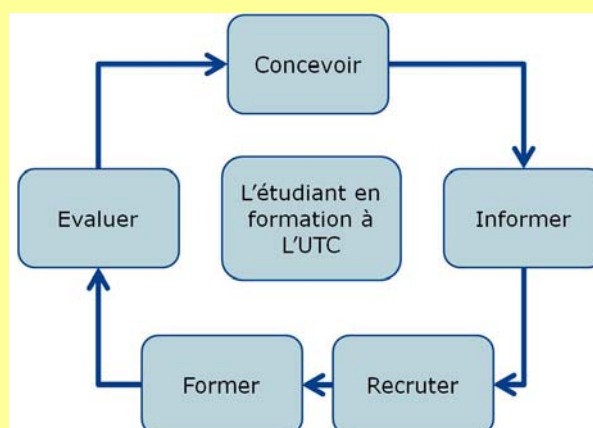 Concevoir
Informer
Recruter
Former
Evaluer
L'étudiant en
formation à
L'UTC